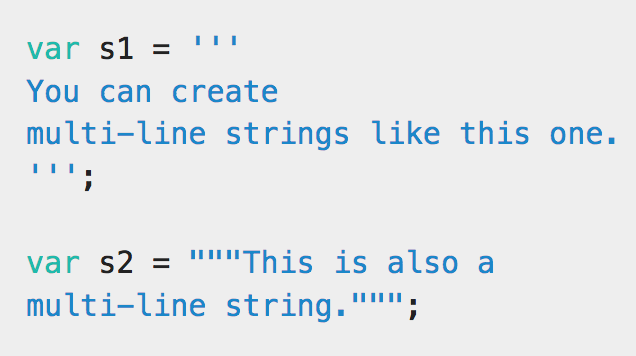 var s1 = '''
You can create
multi-line strings like this one.
''';
var s2 = """This is also a
multi-line string.""";